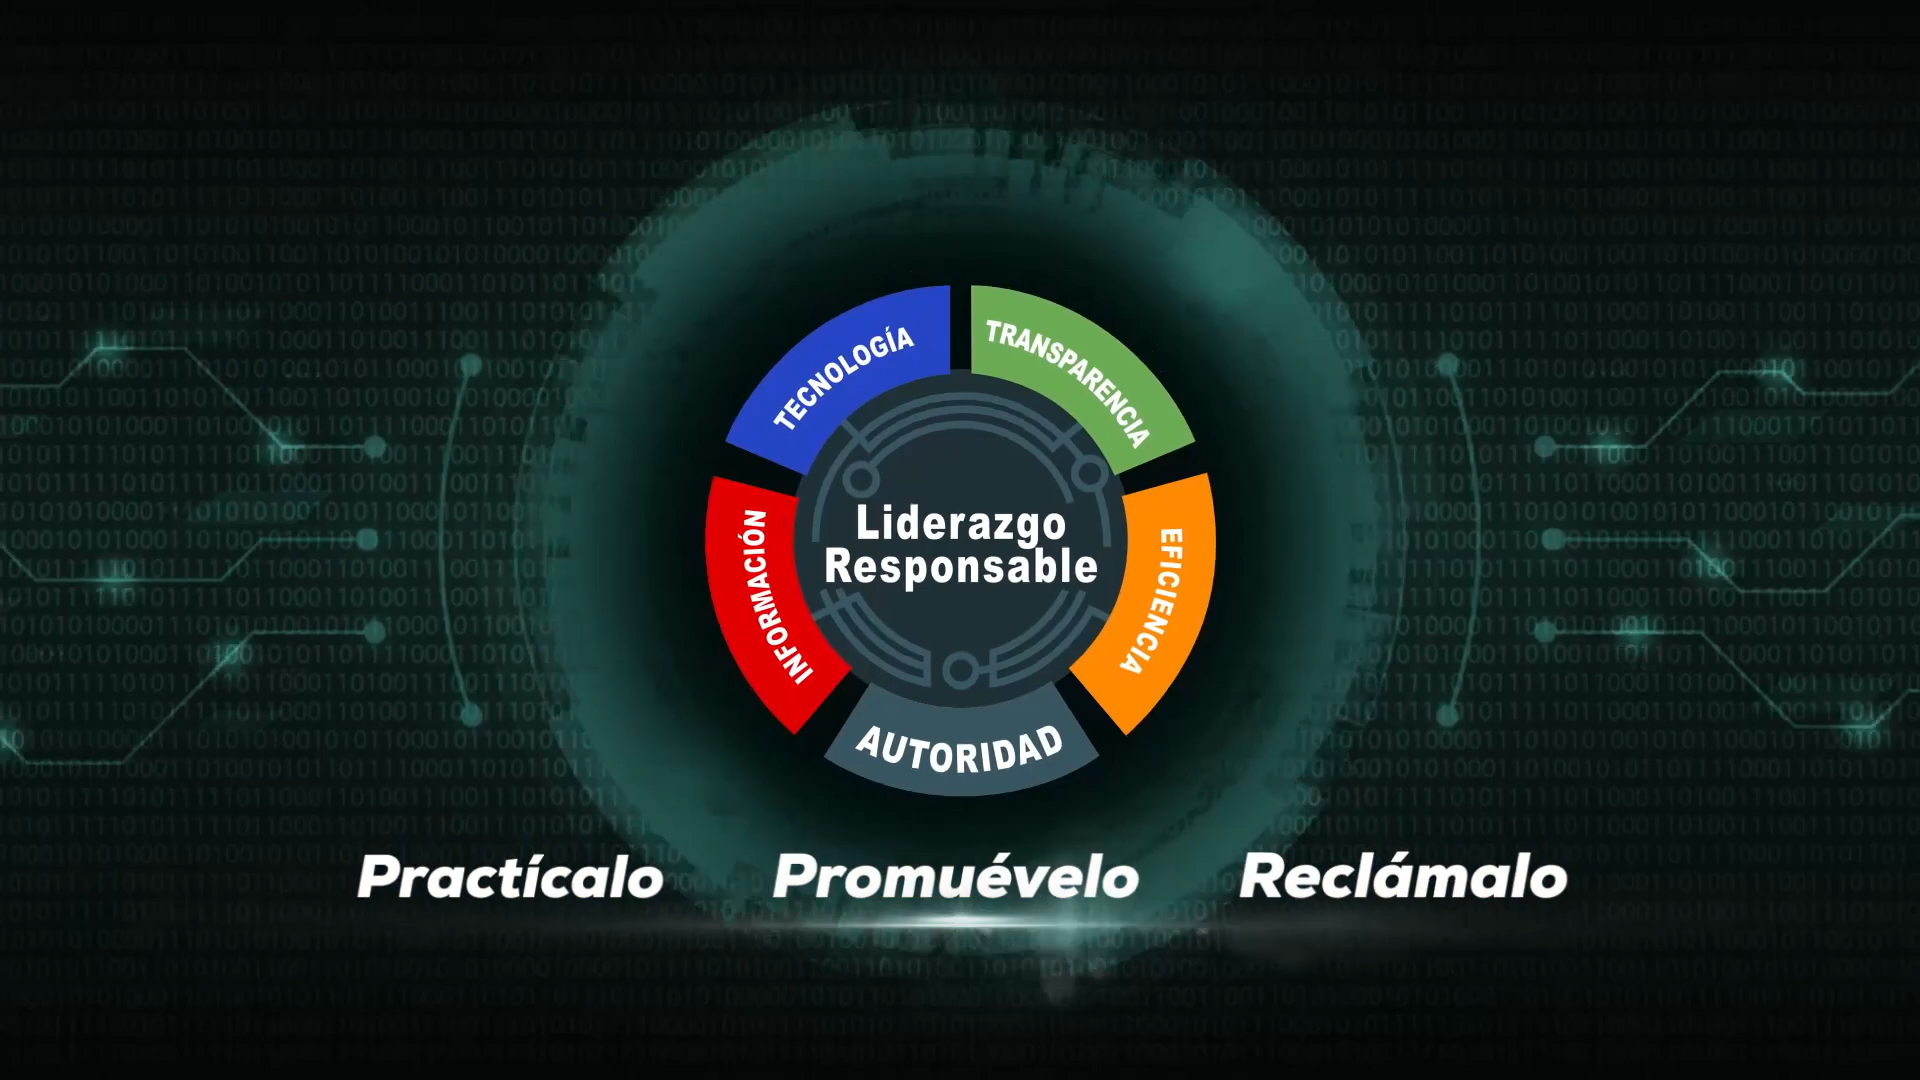 TECNOLOGÍA
TRANSPARENCIA
Liderazgo
Responsable
INFORMACIÓN
EFICIENCIA
AUTORIDAD
Practícalo Promuévelo Reclámalo